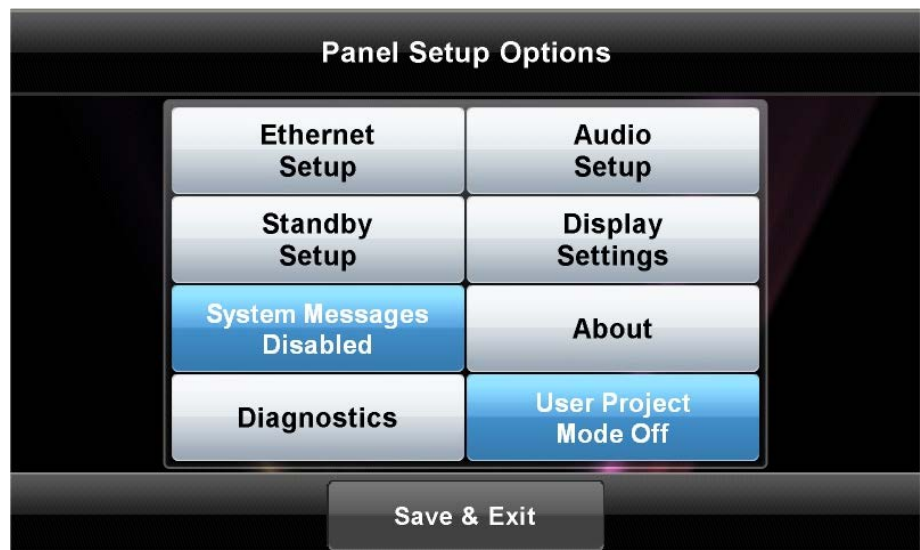 Panel Setup Options
Ethernet
Setup
Audio
Setup
Standby
Setup
Display
Settings
System Messages
Disabled
About
Diagnostics
User Project
Mode Off
Save & Exit